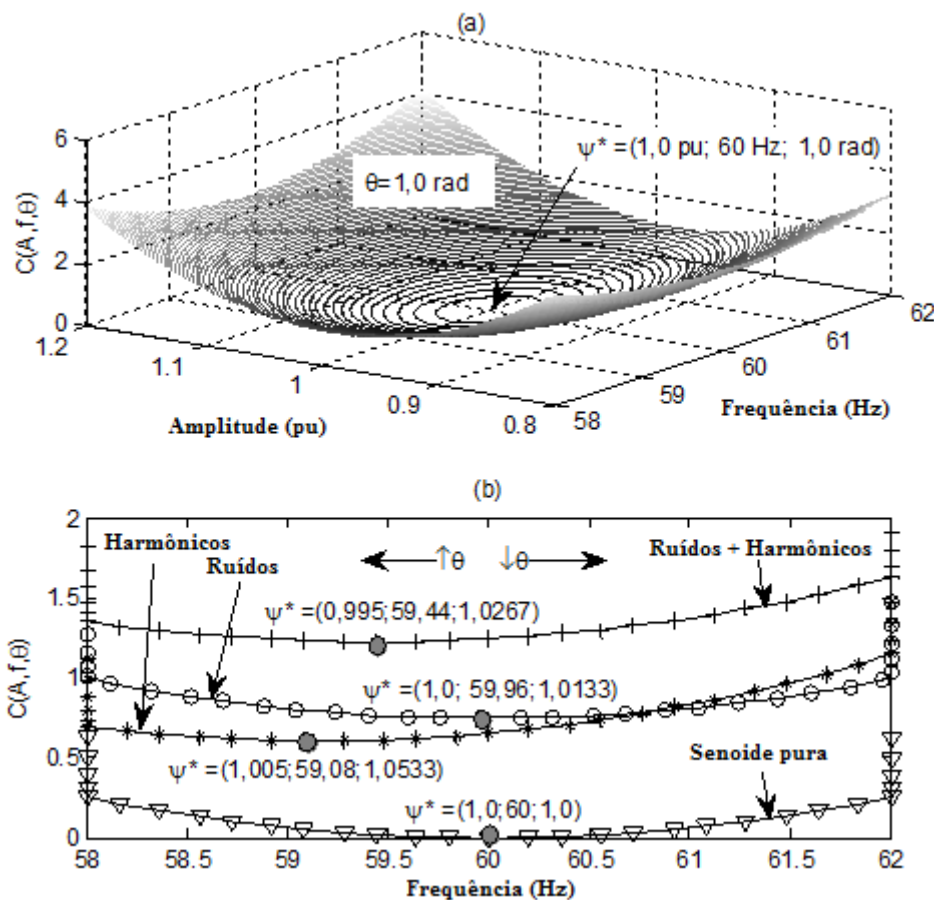 (a)
6
4
2
0
C(A,f,θ)
θ=1,0 rad
ψ* =(1,0 pu; 60 Hz; 1,0 rad)
1.2
1.1
1
0.9
0.8
Amplitude (pu)
58
59
60
61
62
Frequência (Hz)
(b)
2
1.5
1
0.5
0
C(A,f,θ)
Harmônicos
Ruídos
↑θ ↓θ
Ruídos + Harmônicos
ψ* =(0,995;59,44;1,0267)
ψ* =(1,0; 59,96;1,0133)
ψ* =(1,005;59,08;1,0533)
Senoide pura
ψ* =(1,0;60;1,0)
58 58.5 59 59.5 60 60.5 61 61.5 62
Frequência (Hz)